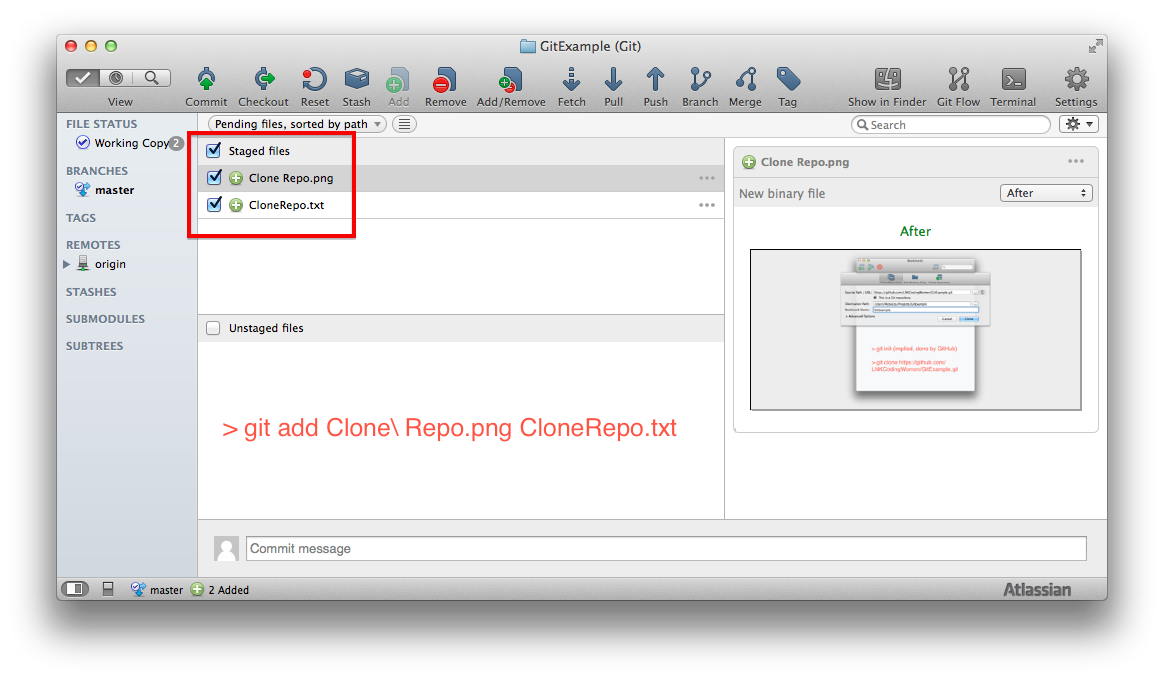 GitExample (Git)
View
Commit
Checkout
Reset
Stash
Add
Remove
Add/Remove
Fetch
Pull
Push
Branch
Merge
Tag
Show in Finder
Git Flow
Terminal
Settings
FILE STATUS
Working Copy 2
BRANCHES
master
TAGS
REMOTES
origin
STASHES
SUBMODULES
SUBTREES
Pending files, sorted by path
Search
Staged files
Clone Repo.png
CloneRepo.txt
Unstaged files
> git add Clone\ Repo.png CloneRepo.txt
Clone Repo.png
New binary file
After
After
> git init (implied, done by GitHub)
> git clone https://github.com/
LNKCodingWomen/GitExample.git
Commit message
master
2 Added
Atlassian